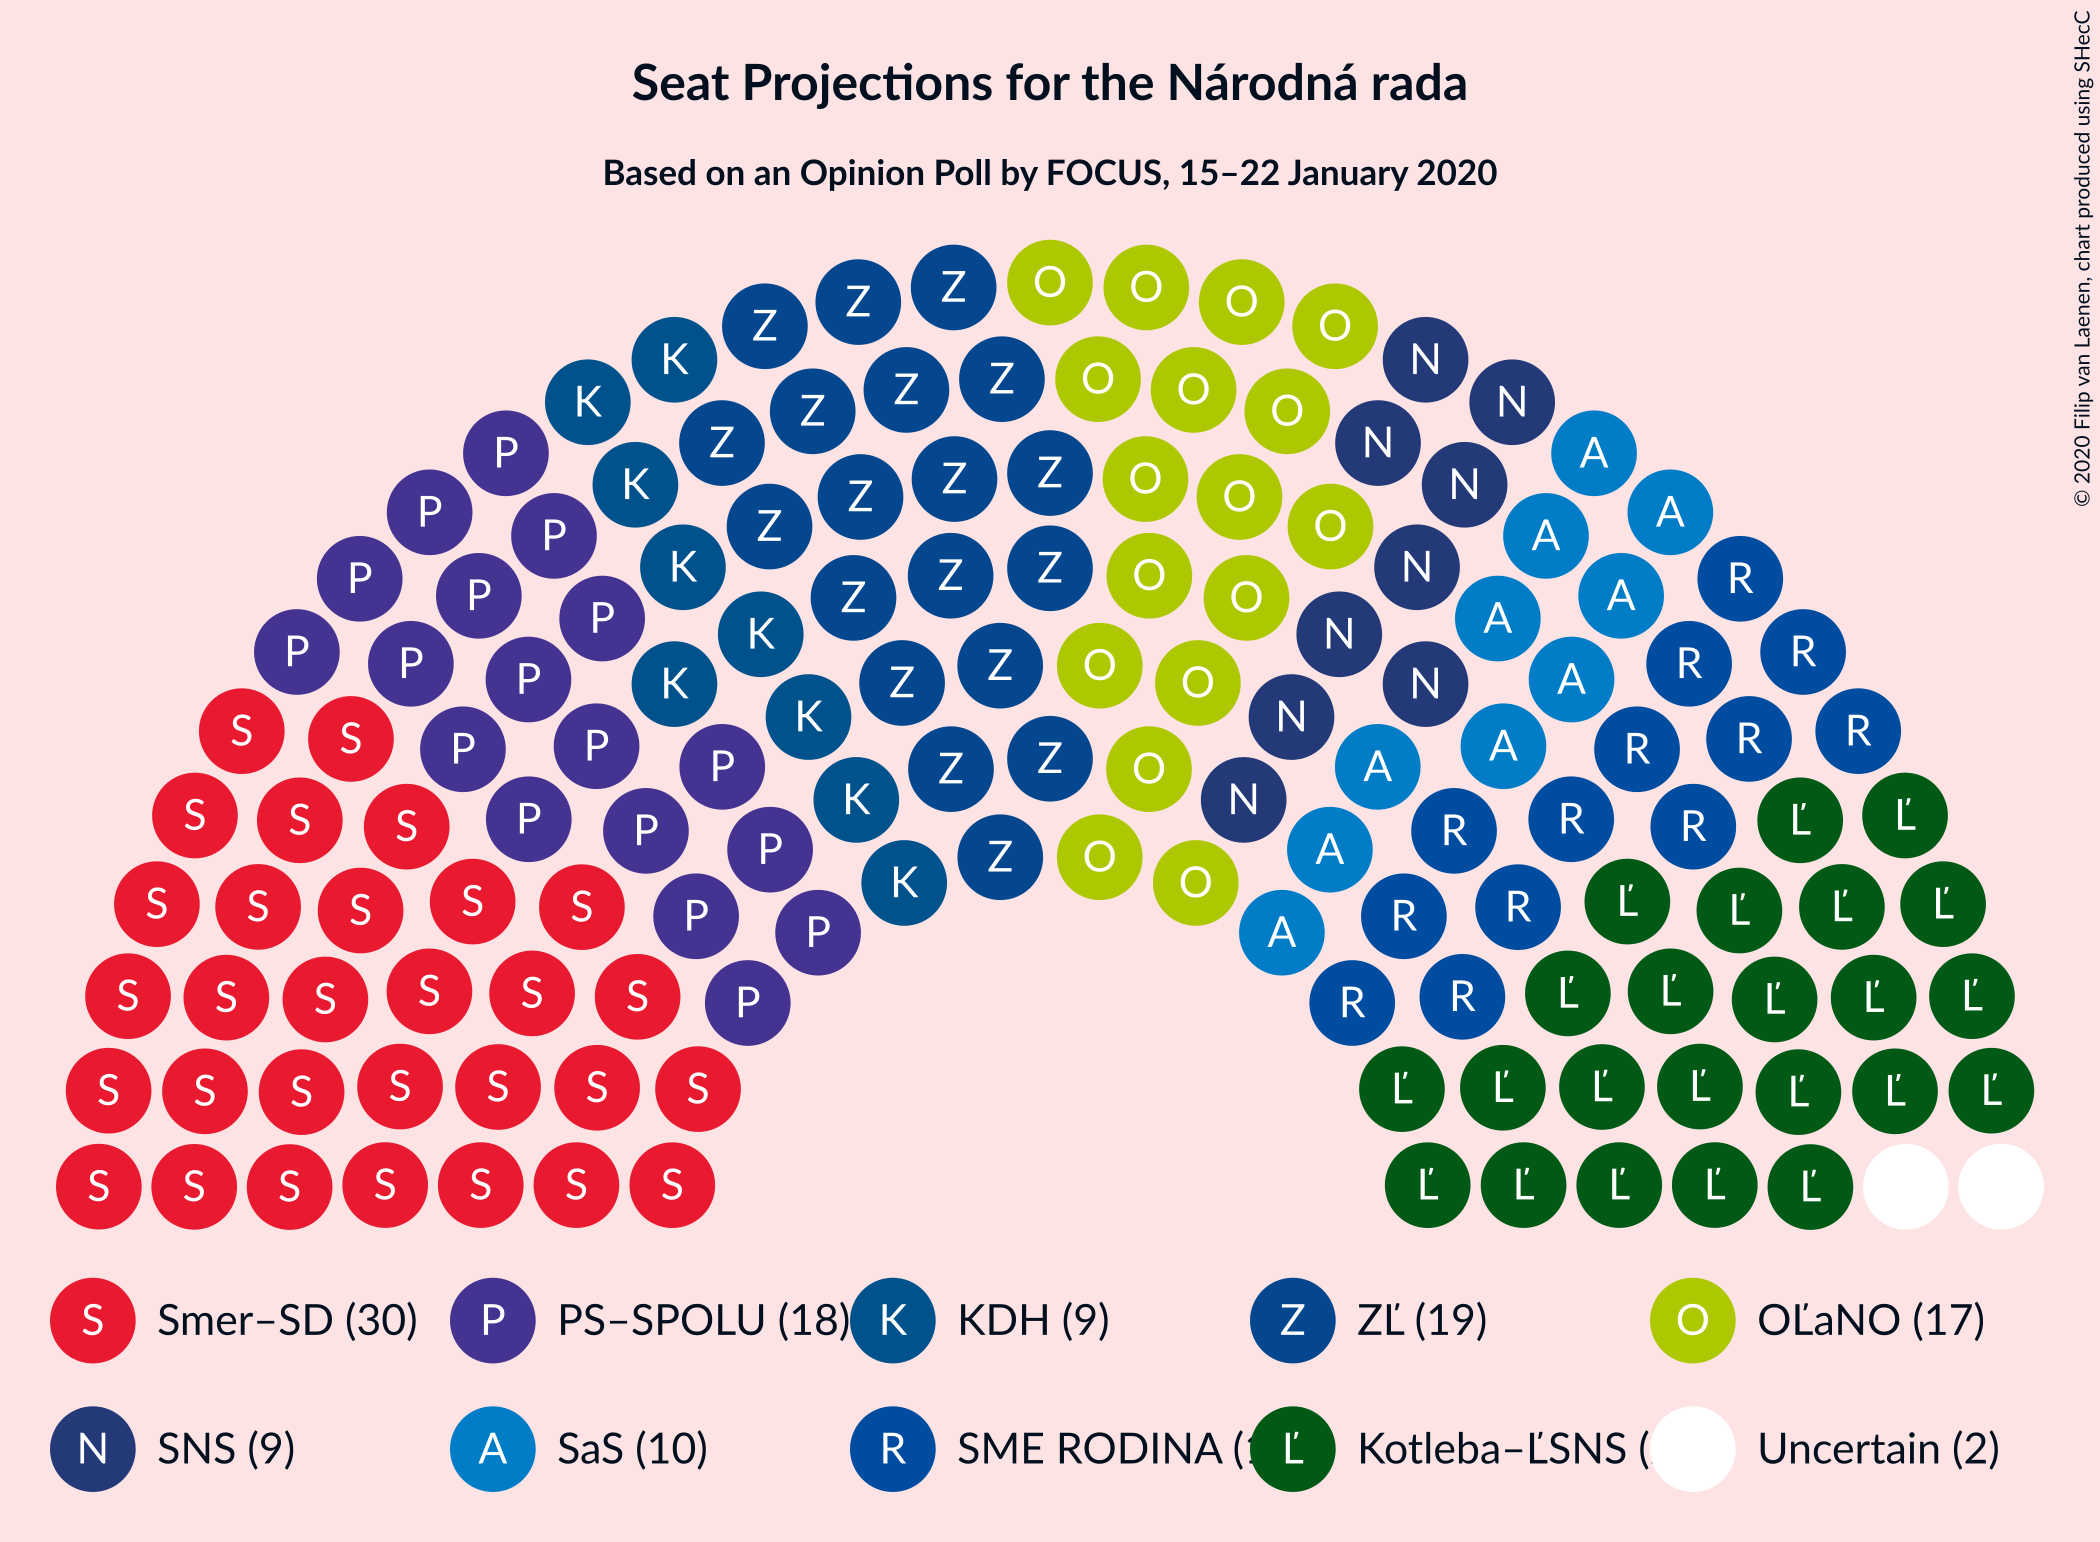 Seat Projections for the Národná rada
Based on an Opinion Poll by FOCUS, 15–22 January 2020
© 2020 Filip van Laenen, chart produced using SHecC
Z Z Z O O O O
K K Z Z Z Z O O O N N
P P K Z Z Z Z Z O O O N N A A
P P P K Z Z Z O O N A A R
P P P K K Z Z O O N N A A R R
S S P P P K Z Z O N A A R R R
S S S P P P K Z O O N A R R R Ľ Ľ
S S S S S P P K A R R Ľ Ľ Ľ Ľ
S S S S S S P R R Ľ Ľ Ľ Ľ Ľ
S S S S S S S Ľ Ľ Ľ Ľ Ľ Ľ Ľ
S S S S S S S Ľ Ľ Ľ Ľ Ľ
S Smer–SD (30) P PS–SPOLU (18) K KDH (9) Z ZĽ (19) O OĽaNO (17)
N SNS (9) A SaS (10) R SME RODINA ( Ľ Kotleba–ĽSNS ( Uncertain (2)